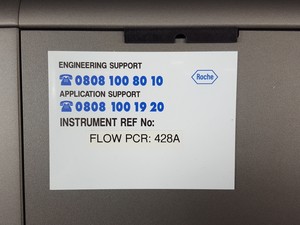 ENGINEERING SUPPORT
☎ 0808 100 80 10
Roche
APPLICATION SUPPORT
☎ 0808 100 19 20
INSTRUMENT REF No:
FLOW PCR: 428A